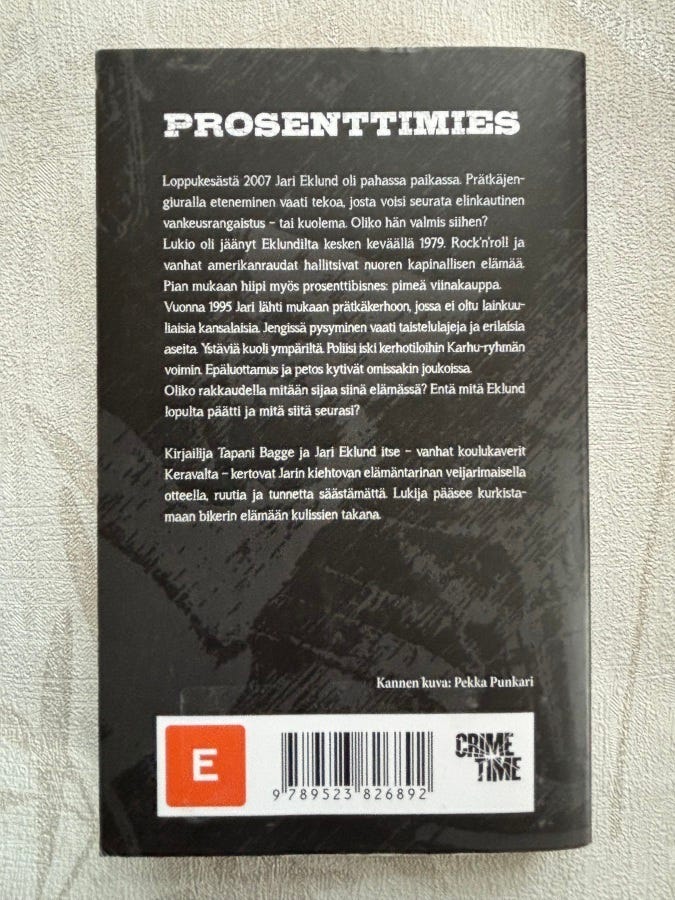 PROSENTTIMIES
Loppukesästä 2007 Jari Eklund oli pahassa paikassa. Prätkäjen-
giuralla eteneminen vaati tekoa, josta voisi seurata elinkautinen
vankeusrangaistus – tai kuolema. Oliko hän valmis siihen?
Lukio oli jäänyt Eklundilta kesken keväällä 1979. Rock'n'roll ja
vanhat amerikanraudat hallitsivat nuoren kapinallisen elämää.
Pian mukaan hiipi myös prosenttibisnes: pimeä viinakauppa.
Vuonna 1995 Jari lähti mukaan prätkäkerhoon, jossa ei oltu lainkuu-
liaisia kansalaisia. Jengissä pysyminen vaati taistelulajeja ja erilaisia
aseita. Ystäviä kuoli ympäriltä. Poliisi iski kerhotiloihin Karhu-ryhmän
voimin. Epäluottamus ja petos kytivät omissakin joukoissa.
Oliko rakkaudella mitään sijaa siinä elämässä? Entä mitä Eklund
lopulta päätti ja mitä siitä seurasi?
Kirjailija Tapani Bagge ja Jari Eklund itse – vanhat koulukaverit
Keravalta – kertovat Jarin kiehtovan elämäntarinan veijarimaisella
otteella, ruutia ja tunnetta säästämättä. Lukija pääsee kurkista-
maan bikerin elämään kulissien takana.
Kannen kuva: Pekka Punkari
E
CRIME
TIME
9 789523 826892